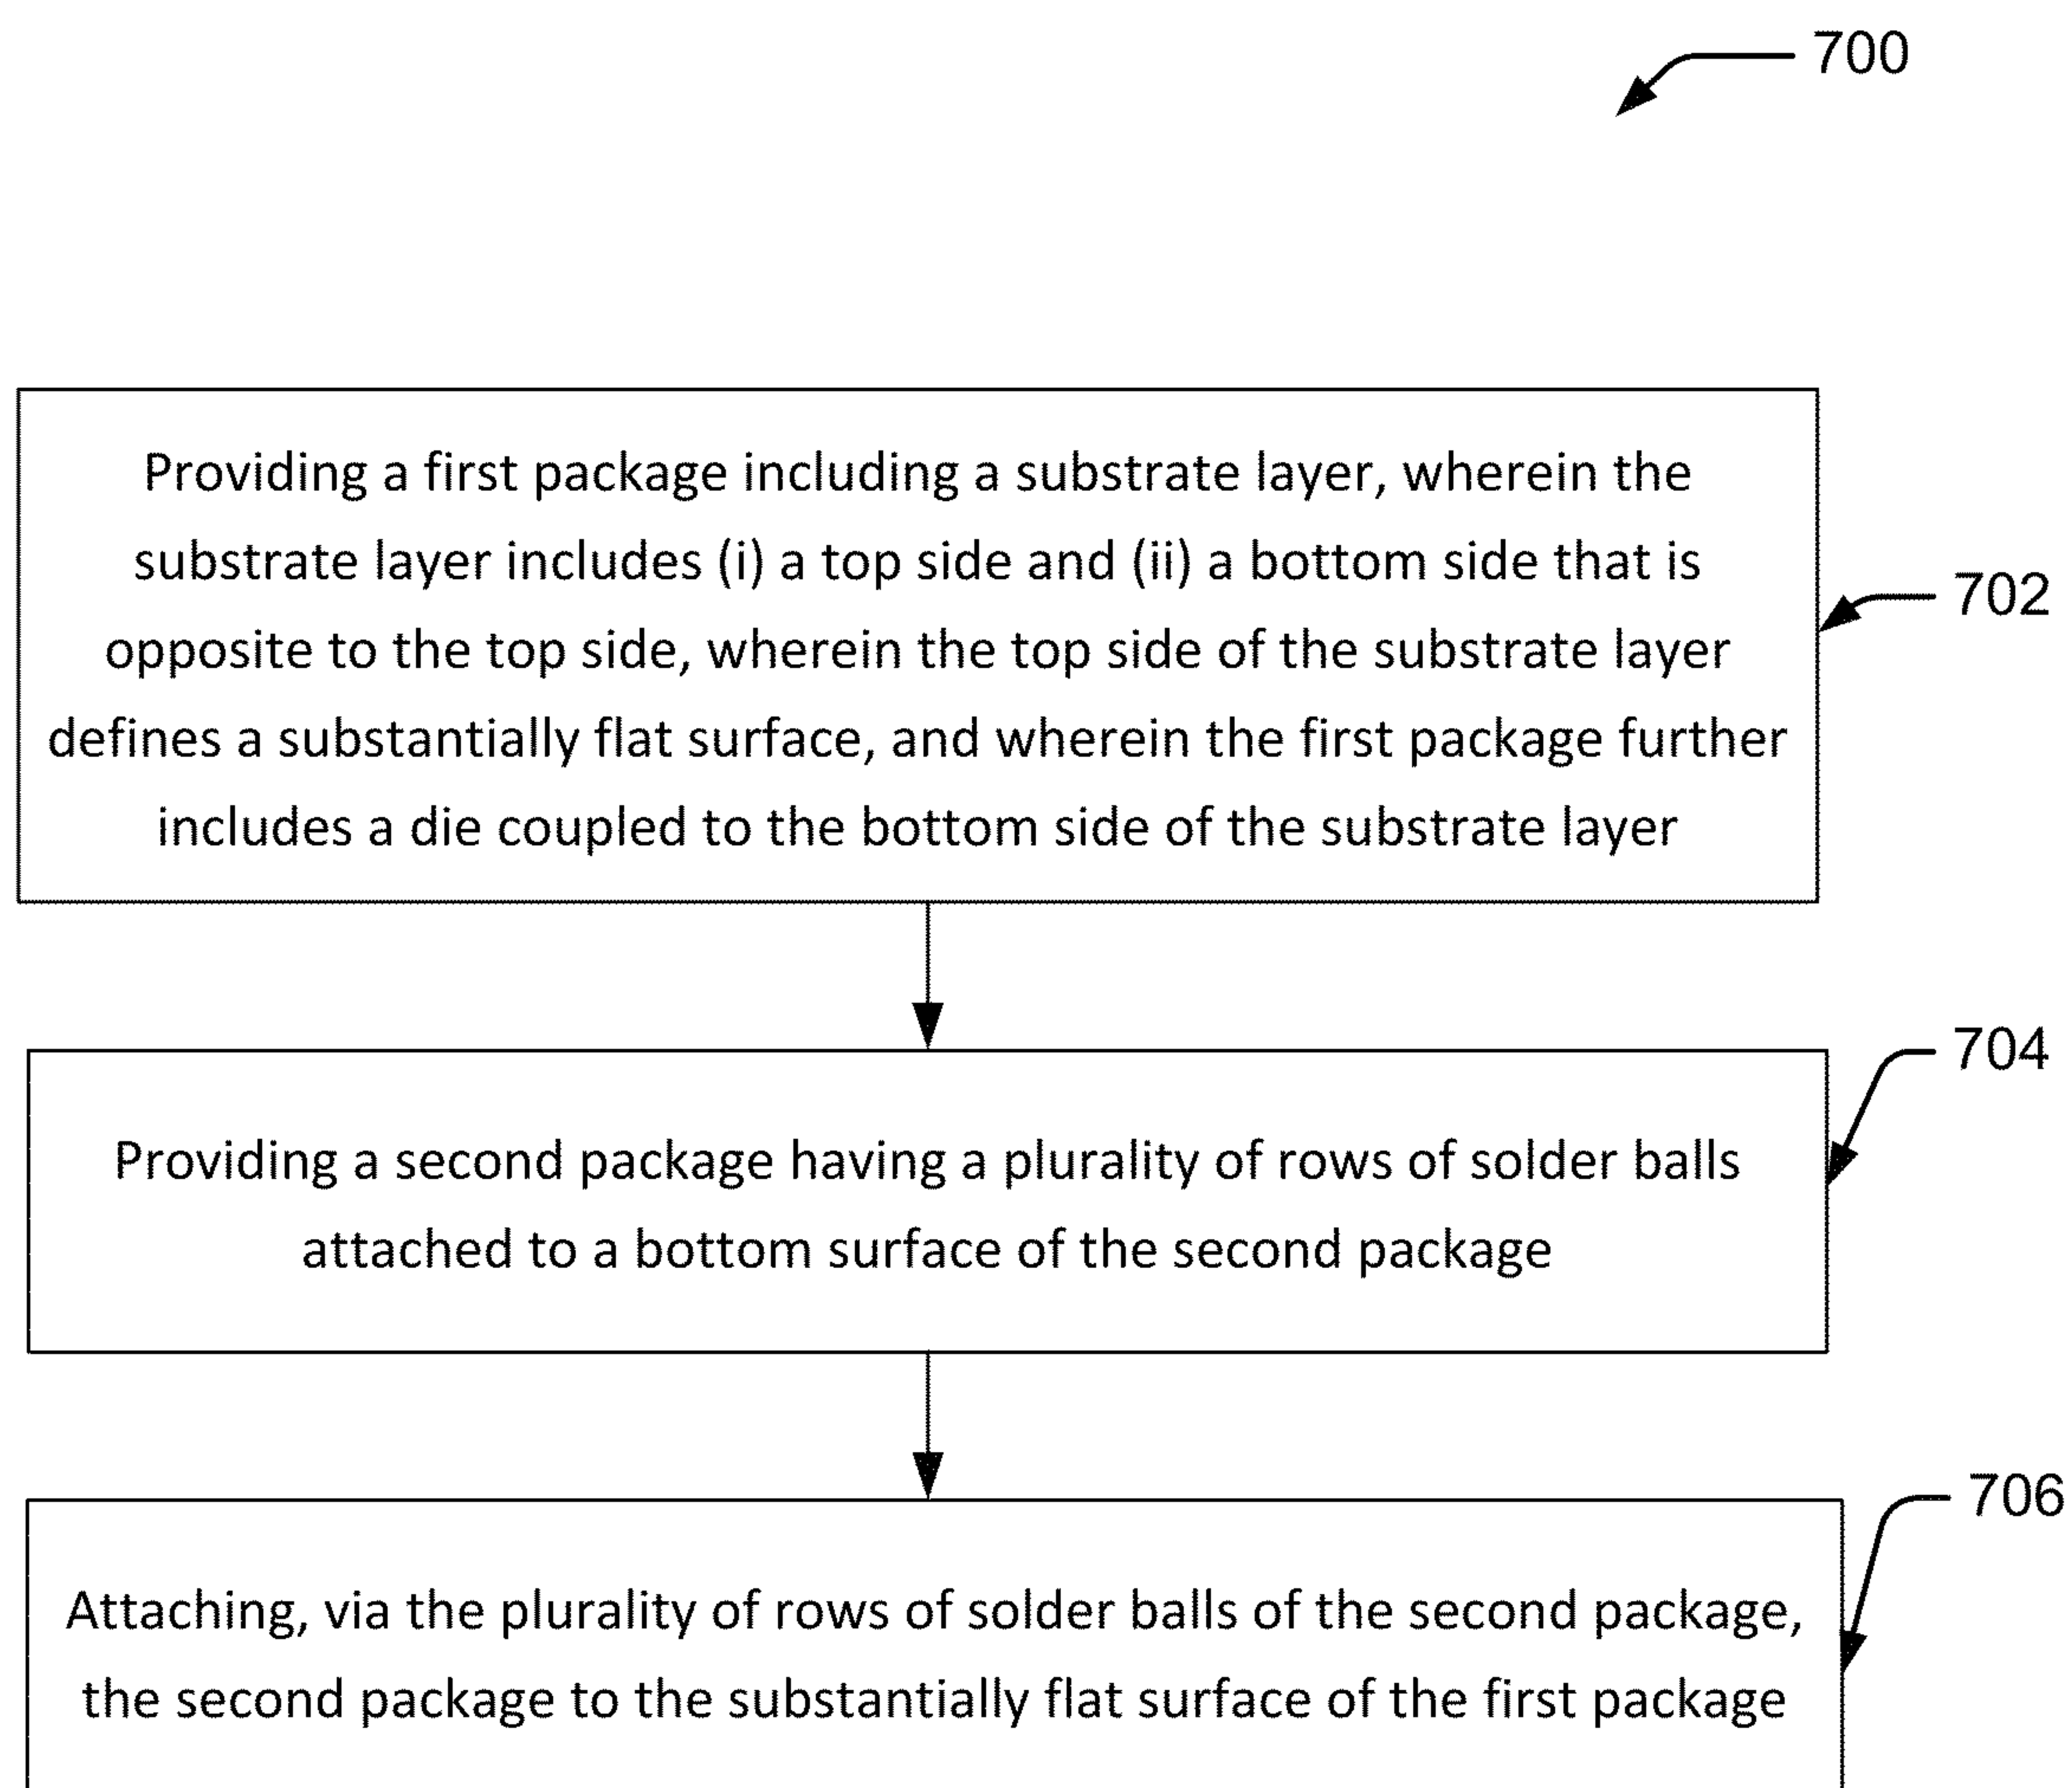 700
Providing a first package including a substrate layer, wherein the
substrate layer includes (i) a top side and (ii) a bottom side that is
opposite to the top side, wherein the top side of the substrate layer
defines a substantially flat surface, and wherein the first package further
includes a die coupled to the bottom side of the substrate layer
702
704
Providing a second package having a plurality of rows of solder balls
attached to a bottom surface of the second package
706
Attaching, via the plurality of rows of solder balls of the second package,
the second package to the substantially flat surface of the first package